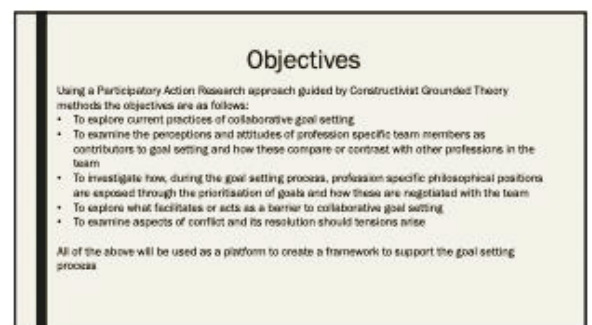 Objectives
Using a Participatory Action Research approach guided by Constructivist Grounded Theory
methods the objectives are as follows:
• To explore current practices of collaborative goal setting
• To examine the perceptions and attitudes of profession specific team members as
contributors to goal setting and how these compare or contrast with other professions in the
team
• To investigate how, during the goal setting process, profession specific philosophical positions
are exposed through the prioritisation of goals and how these are negotiated with the team
• To explore what facilitates or acts as a barrier to collaborative goal setting
• To examine aspects of conflict and its resolution should tensions arise
All of the above will be used as a platform to create a framework to support the goal setting
process